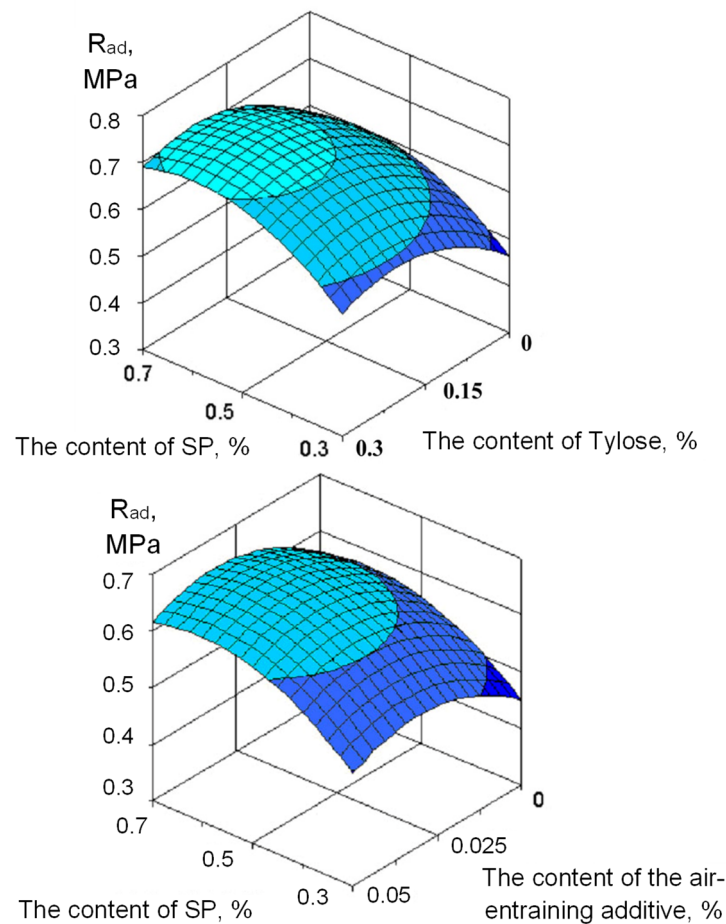 Rad,
MPa
0.8
0.7
0.6
0.5
0.4
0.3
0.7
0.5
0.3
0.3
0.15
0
The content of SP, %
The content of Tylose, %
Rad,
MPa
0.7
0.6
0.5
0.4
0.3
0.7
0.5
0.3
0.05
0.025
0
The content of SP, %
The content of the air-
entraining additive, %